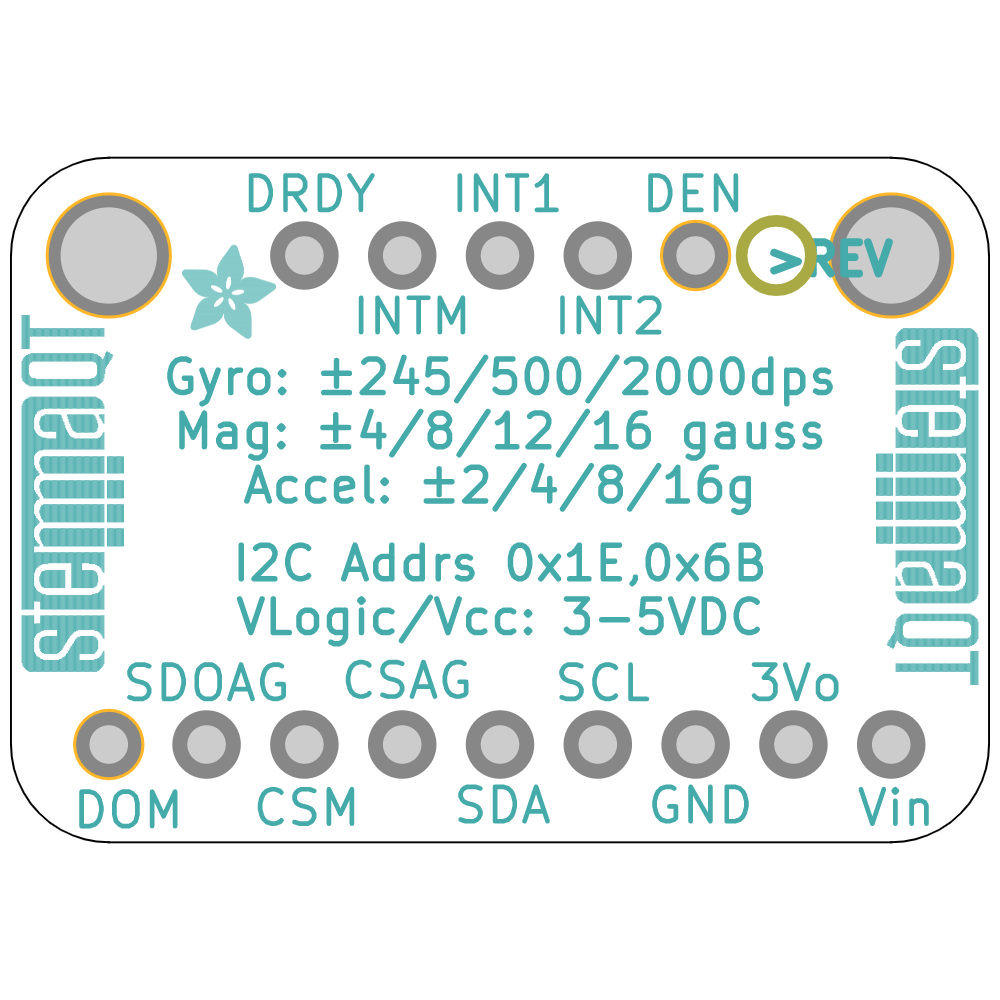 DRDY INT1 DEN
>REV
INTM INT2
stemmaQT
stemmaQT
Gyro: ±245/500/2000dps
Mag: ±4/8/12/16 gauss
Accel: ±2/4/8/16g
I2C Addrs 0x1E,0x6B
VLogic/Vcc: 3–5VDC
SDOAG CSAG SCL 3Vo
DOM CSM SDA GND Vin